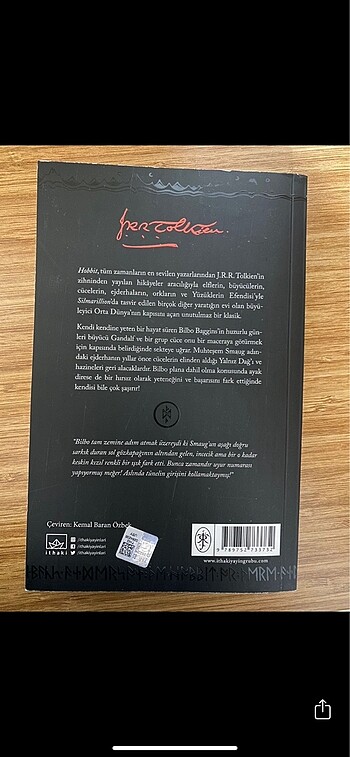 J.R.R. Tolkien.
Hobbit, tüm zamanların en sevilen yazarlarından J.R.R. Tolkien'in
zihninden yayılan hikâyeler aracılığıyla elflerin, büyücülerin,
cücelerin, ejderhaların, orkların ve Yüzüklerin Efendisi'yle
Silmarillion'da tasvir edilen birçok diğer yaratığın evi olan büyü-
leyici Orta Dünya'nın kapısını açan unutulmaz bir klasik.
Kendi kendine yeten bir hayat süren Bilbo Baggins'in huzurlu gün-
leri büyücü Gandalf ve bir grup cüce onu bir maceraya götürmek
için kapısında belirdiğinde sekteye uğrar. Muhteşem Smaug adın-
daki ejderhanın yıllar önce cücelerin elinden aldığı Yalnız Dağ'ı ve
hazineleri geri alacaklardır. Bilbo plana dahil olma konusunda ayak
direse de bir hırsız olarak yeteneğini ve başarısını fark ettiğinde
kendisi bile çok şaşırır!
"Bilbo tam zemine adım atmak üzereydi ki Smaug'un aşağı doğru
sarkık duran sol gözkapağının altından gelen, incecik ama bir o kadar
keskin kızıl renkli bir ışık fark etti. Bunca zamandır uyur numarası
yapıyormuş meğer! Aslında tünelin girişini kollamaktaymış!"
Çeviren: Kemal Baran Özbek
ithaki
/ithakiyayinlari
/ithakiyayinlari
/ithakiyayinlari
9 789752 733732
www.ithakiyayingrubu.com